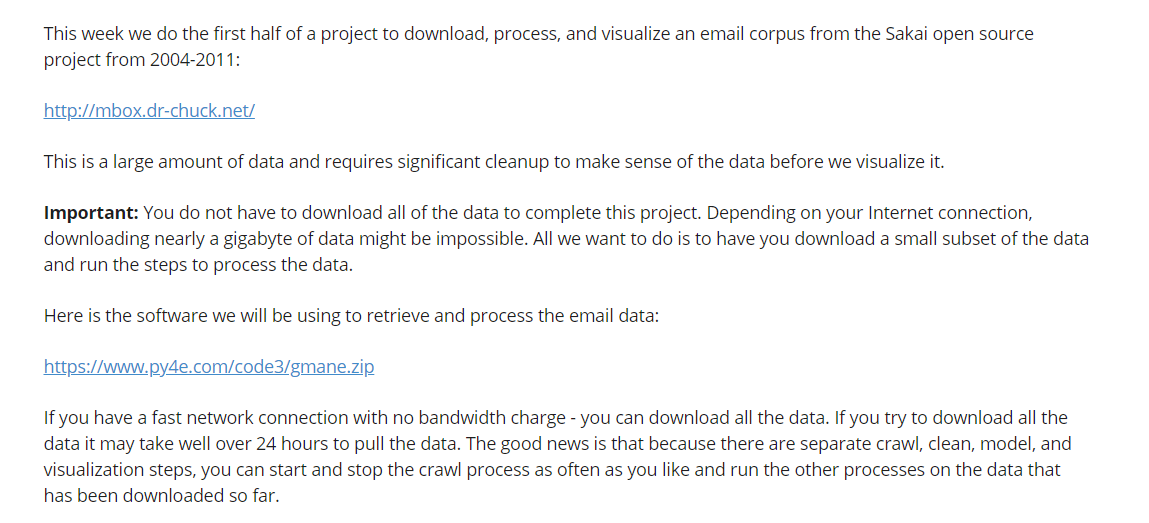 This week we do the first half of a project to download, process, and visualize an email corpus from the Sakai open source
project from 2004-2011:
http://mbox.dr-chuck.net/
This is a large amount of data and requires significant cleanup to make sense of the data before we visualize it.
Important: You do not have to download all of the data to complete this project. Depending on your Internet connection,
downloading nearly a gigabyte of data might be impossible. All we want to do is to have you download a small subset of the data
and run the steps to process the data.
Here is the software we will be using to retrieve and process the email data:
https://www.py4e.com/code3/gmane.zip
If you have a fast network connection with no bandwidth charge - you can download all the data. If you try to download all the
data it may take well over 24 hours to pull the data. The good news is that because there are separate crawl, clean, model, and
visualization steps, you can start and stop the crawl process as often as you like and run the other processes on the data that
has been downloaded so far.